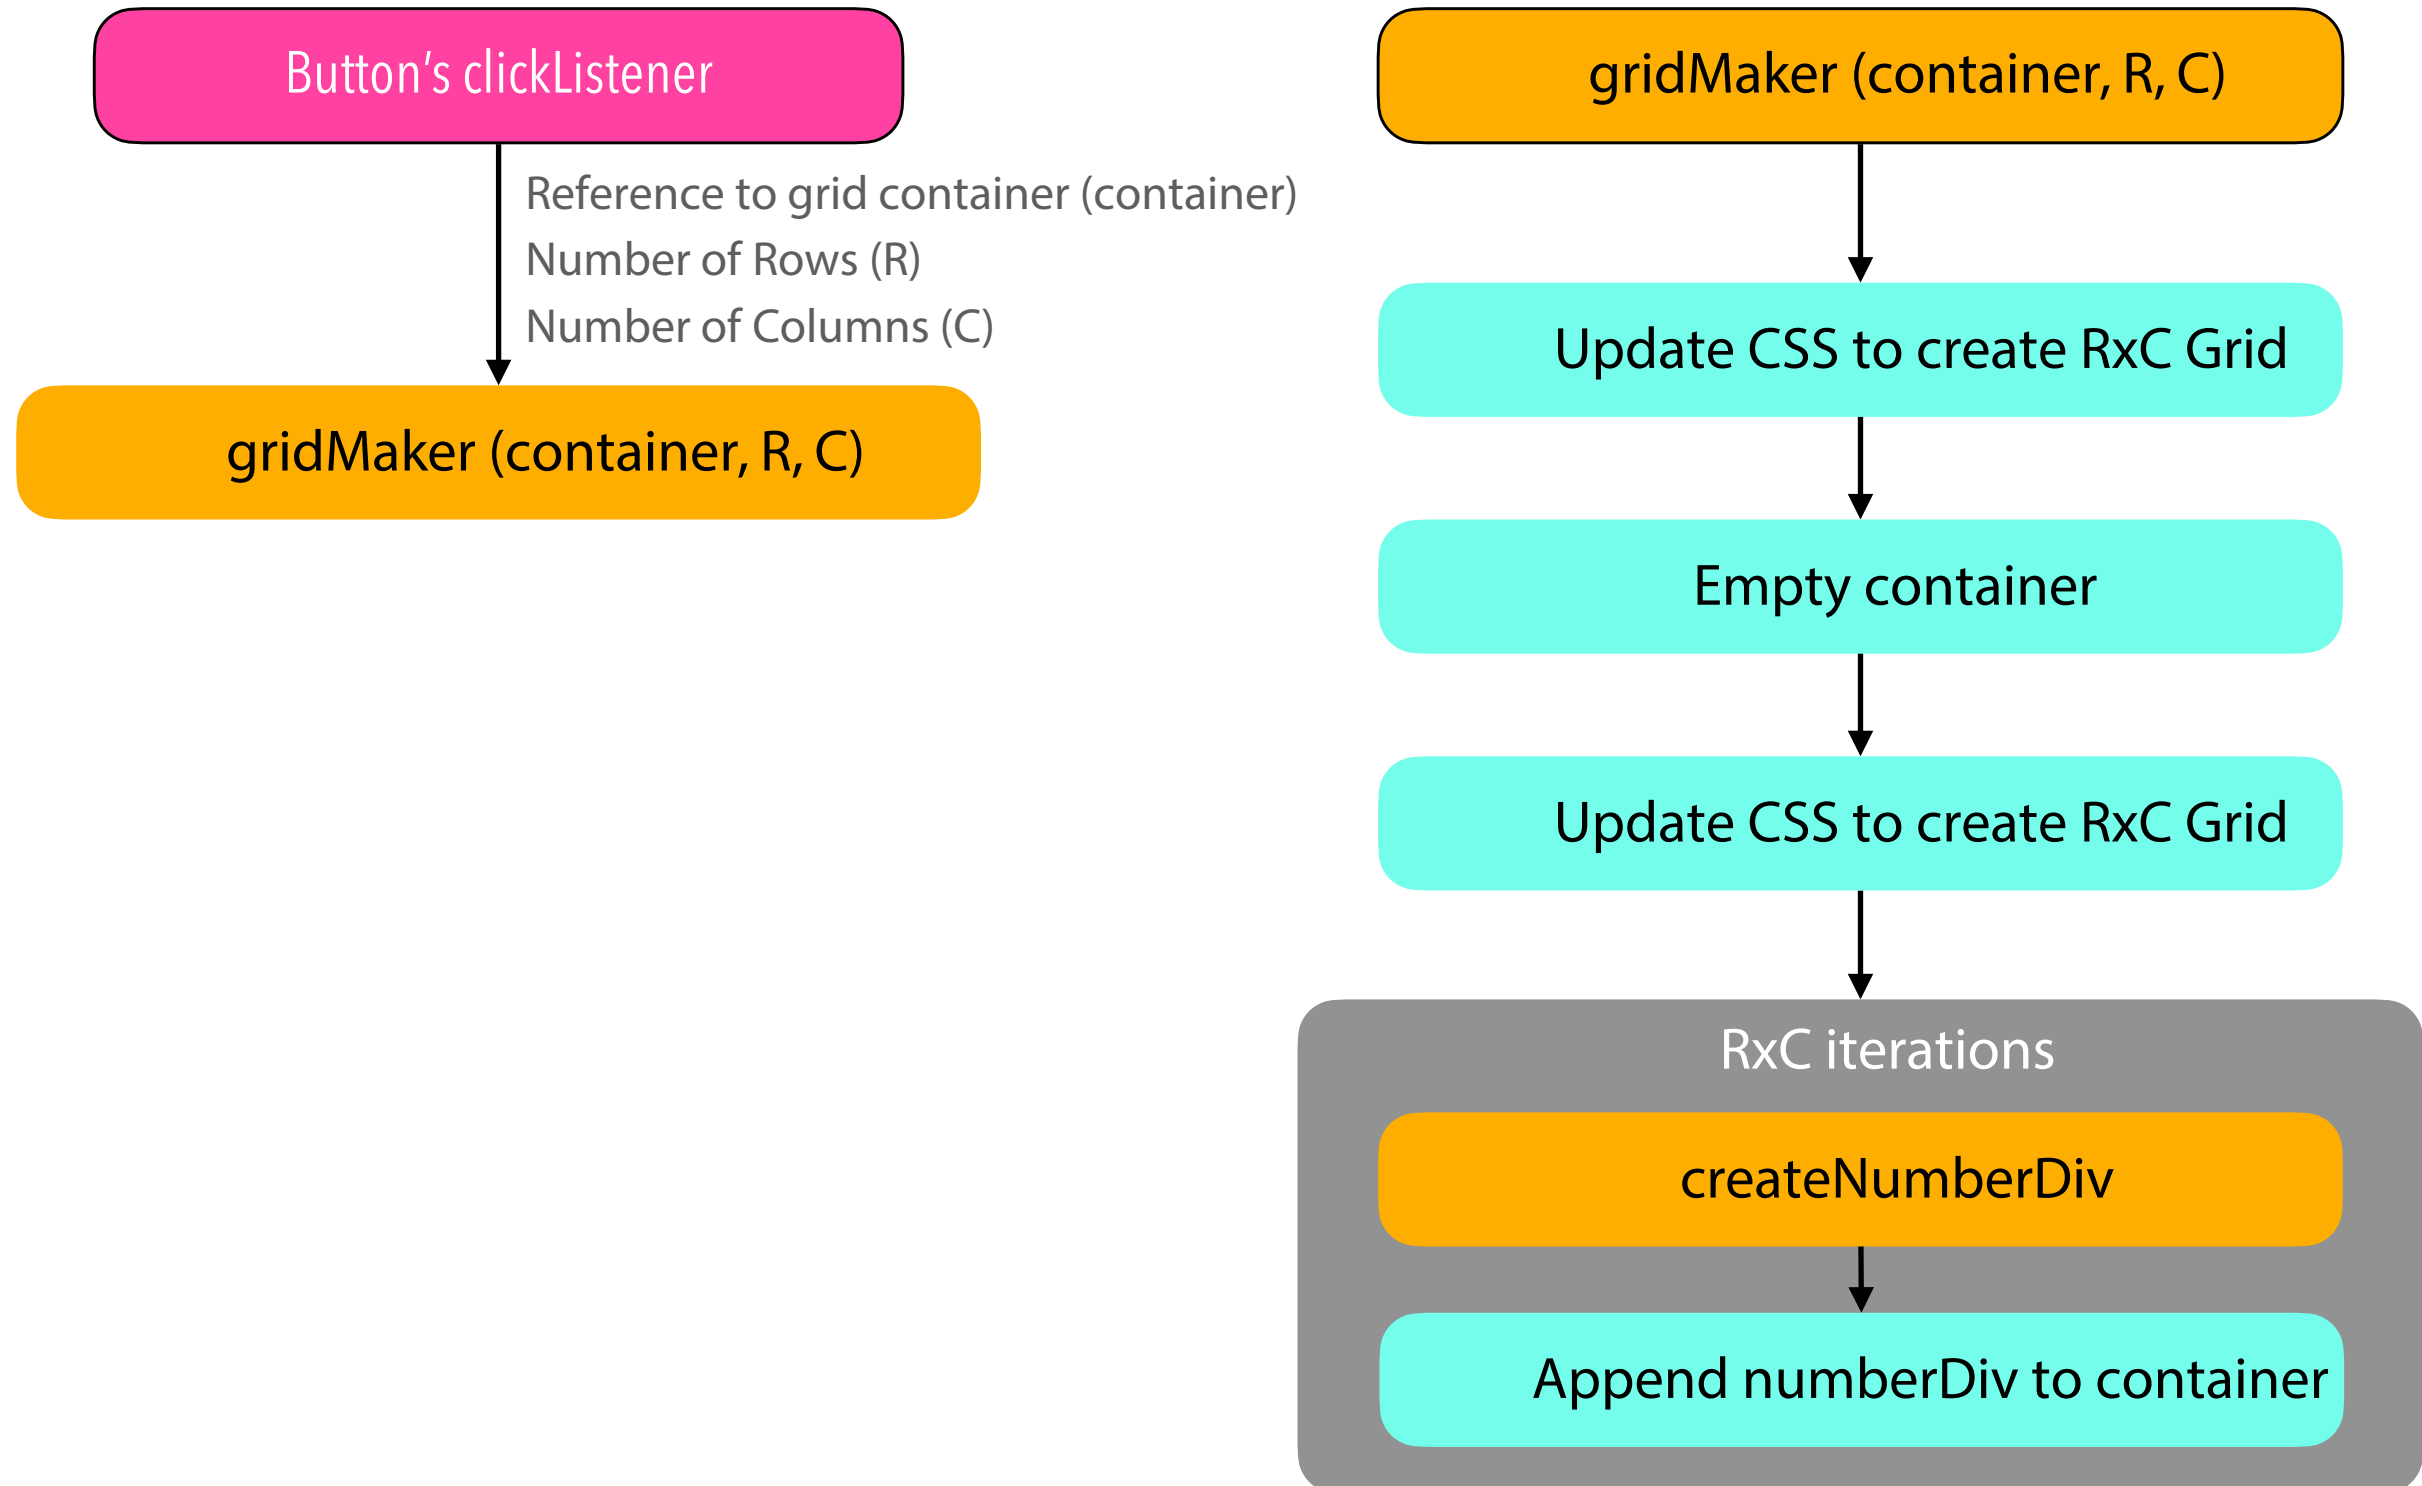 Button's clickListener
Reference to grid container (container)
Number of Rows (R)
Number of Columns (C)
gridMaker (container, R, C)
gridMaker (container, R, C)
Update CSS to create RxC Grid
Empty container
Update CSS to create RxC Grid
RxC iterations
createNumberDiv
Append numberDiv to container